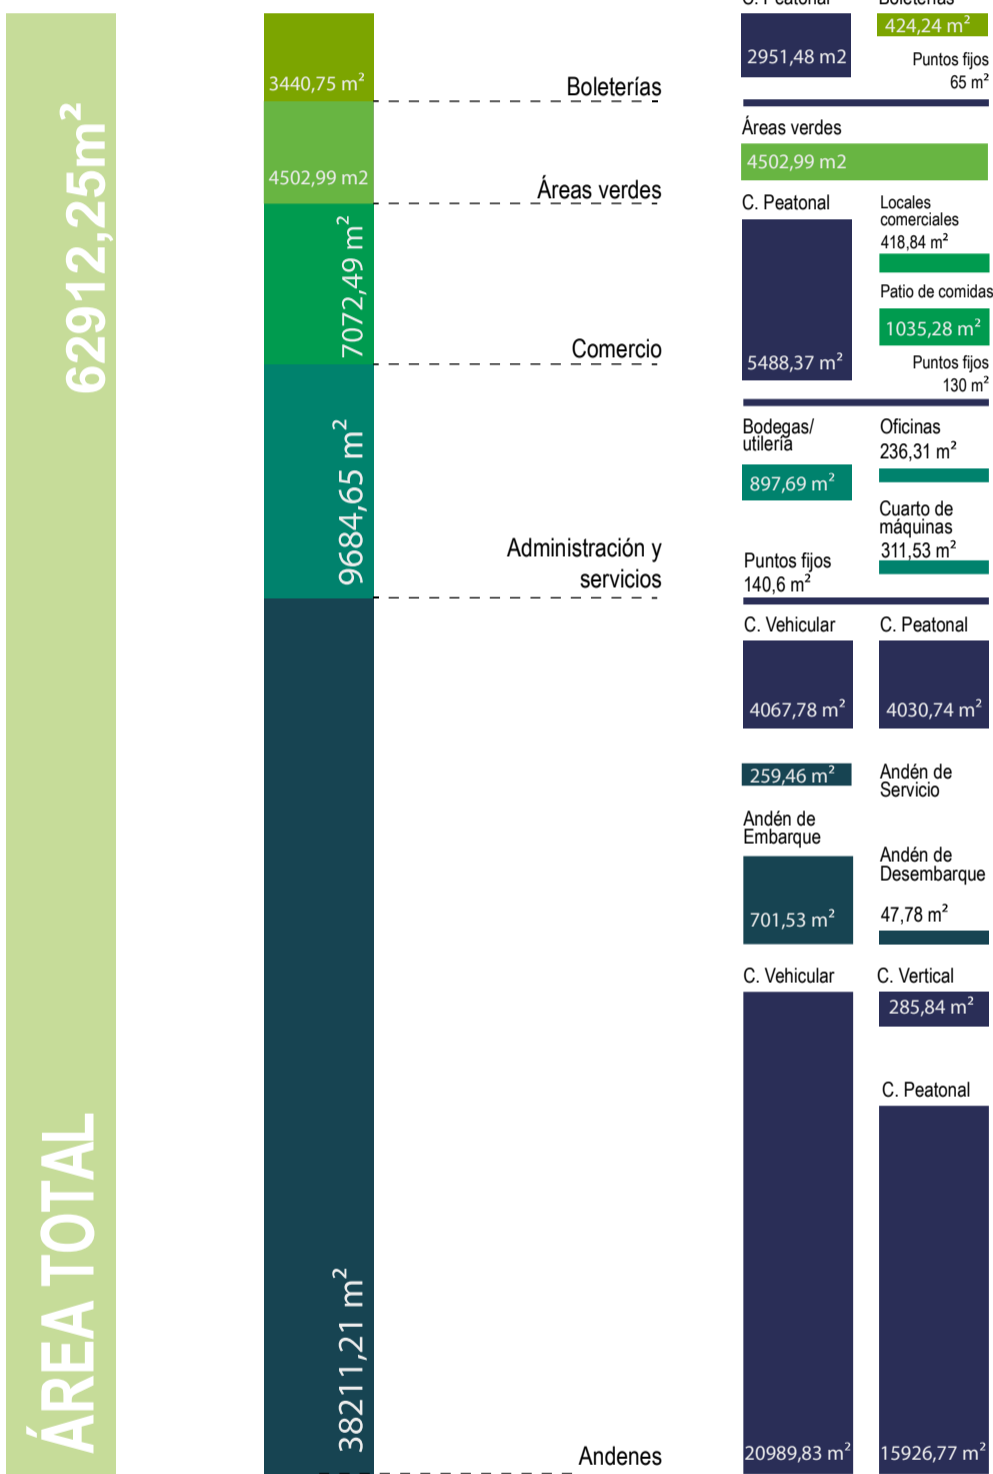 62912,25m²
ÁREA TOTAL
3440,75 m²
4502,99 m2
7072,49 m²
9684,65 m²
38211,21 m²
Boleterías
Áreas verdes
Comercio
Administración y
servicios
Andenes
C. Peatonal
Boleterías
2951,48 m2
424,24 m²
Puntos fijos
65 m²
Áreas verdes
4502,99 m2
C. Peatonal
5488,37 m²
Locales
comerciales
418,84 m²
Patio de comidas
1035,28 m²
Puntos fijos
130 m²
Bodegas/
utilería
897,69 m²
Oficinas
236,31 m²
Cuarto de
máquinas
311,53 m²
Puntos fijos
140,6 m²
C. Vehicular
4067,78 m²
C. Peatonal
4030,74 m²
259,46 m²
Andén de
Servicio
Andén de
Embarque
701,53 m²
Andén de
Desembarque
47,78 m²
C. Vehicular
20989,83 m²
C. Vertical
285,84 m²
C. Peatonal
15926,77 m²